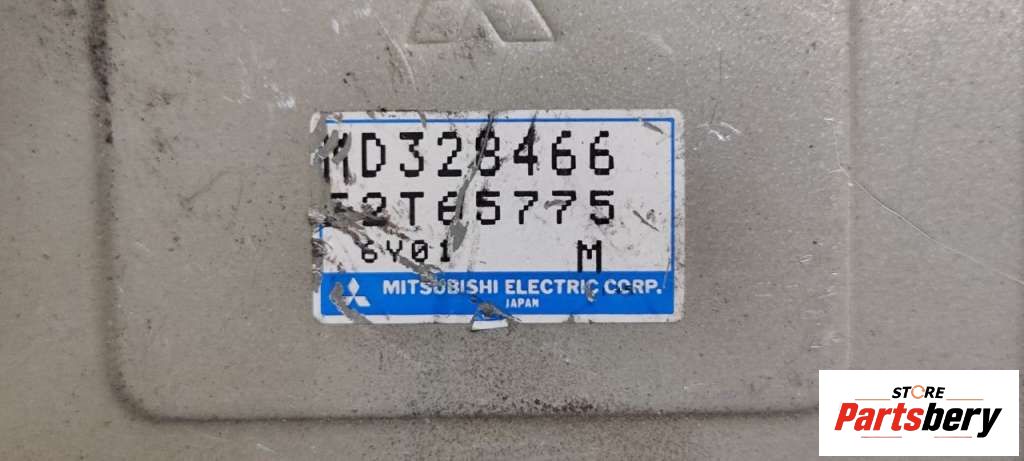 MD328466
E2T65775
6Y01 M
MITSUBISHI ELECTRIC CORP.
JAPAN
STORE
Partsbery